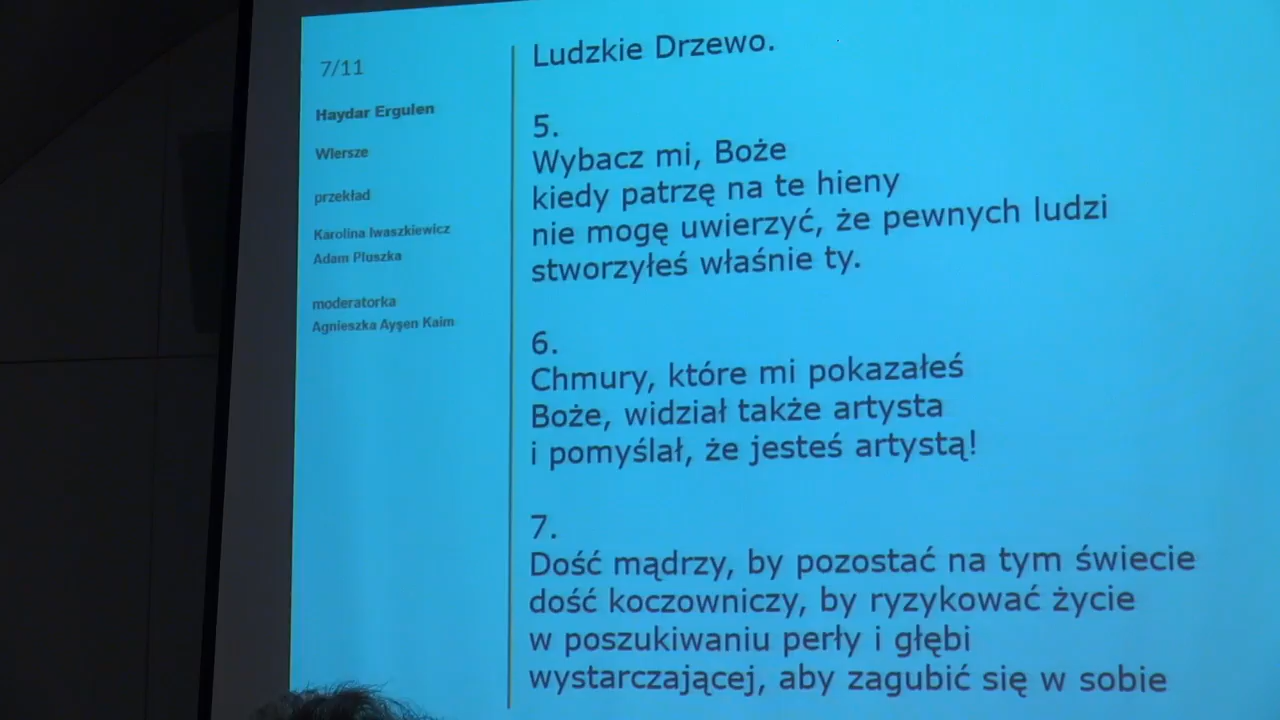 7/11
Haydar Ergulen
Wiersze
przekład
Karolina Iwaszkiewicz
Adam Pluszka
moderatorka
Agnieszka Ayşen Kaim
Ludzkie Drzewo.
5.
Wybacz mi, Boże
kiedy patrzę na te hieny
nie mogę uwierzyć, że pewnych ludzi
stworzyłeś właśnie ty.
6.
Chmury, które mi pokazałeś
Boże, widział także artysta
i pomyślał, że jesteś artystą!
7.
Dość mądrzy, by pozostać na tym świecie
dość koczowniczy, by ryzykować życie
w poszukiwaniu perły i głębi
wystarczającej, aby zagubić się w sobie